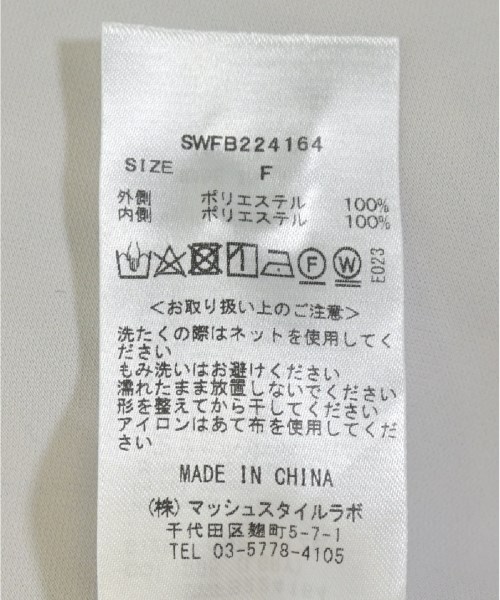 SWFB224164
SIZE F
外側 ポリエステル 100%
内側 ポリエステル 100%
F W E023
＜お取り扱い上のご注意＞
洗たくの際はネットを使用してく
ださい
もみ洗いはお避けください
濡れたまま放置しないでください
形を整えてから干してください
アイロンはあて布を使用してくだ
さい
MADE IN CHINA
(株) マッシュスタイルラボ
千代田区麹町5-7-1
TEL 03-5778-4105